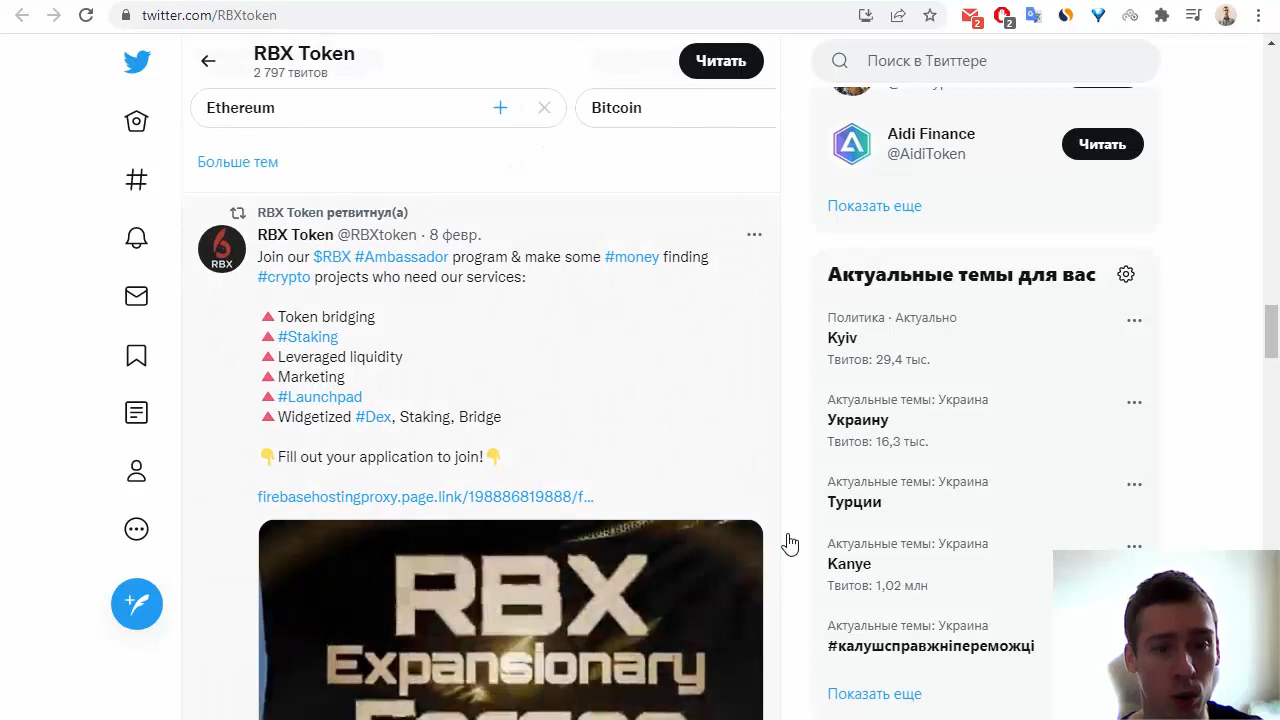 twitter.com/RBXtoken
2
2
RBX Token
2 797 твитов
Читать
Поиск в Твиттере
Ethereum
Bitcoin
Больше тем
Aidi Finance
@AidiToken
Читать
Показать еще
RBX Token ретвитнул(а)
RBX Token @RBXtoken · 8 февр.
RBX
Join our $RBX #Ambassador program & make some #money finding
#crypto projects who need our services:
🔺Token bridging
🔺#Staking
🔺Leveraged liquidity
🔺Marketing
🔺#Launchpad
🔺Widgetized #Dex, Staking, Bridge
👇Fill out your application to join!👇
firebasehostingproxy.page.link/198886819888/f...
RBX
Expansionary
Актуальные темы для вас
Политика · Актуально
Kyiv
Твитов: 29,4 тыс.
Актуальные темы: Украина
Украину
Твитов: 16,3 тыс.
Актуальные темы: Украина
Турции
Актуальные темы: Украина
Kanye
Твитов: 1,02 млн
Актуальные темы: Украина
#калушсправжніпереможці
Показать еще